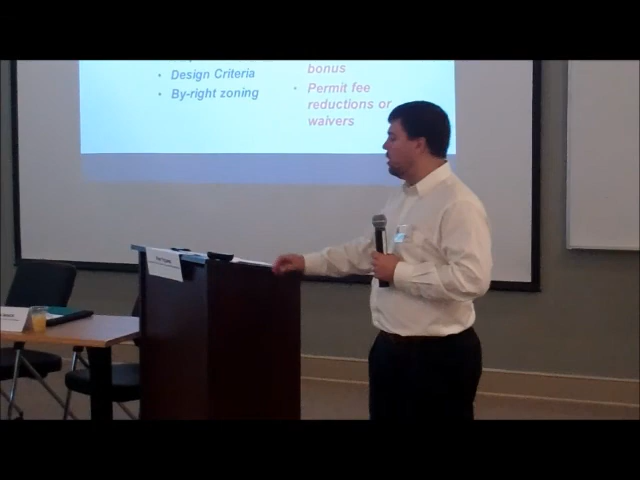 Design Criteria
By-right zoning
bonus
Permit fee
reductions or
waivers